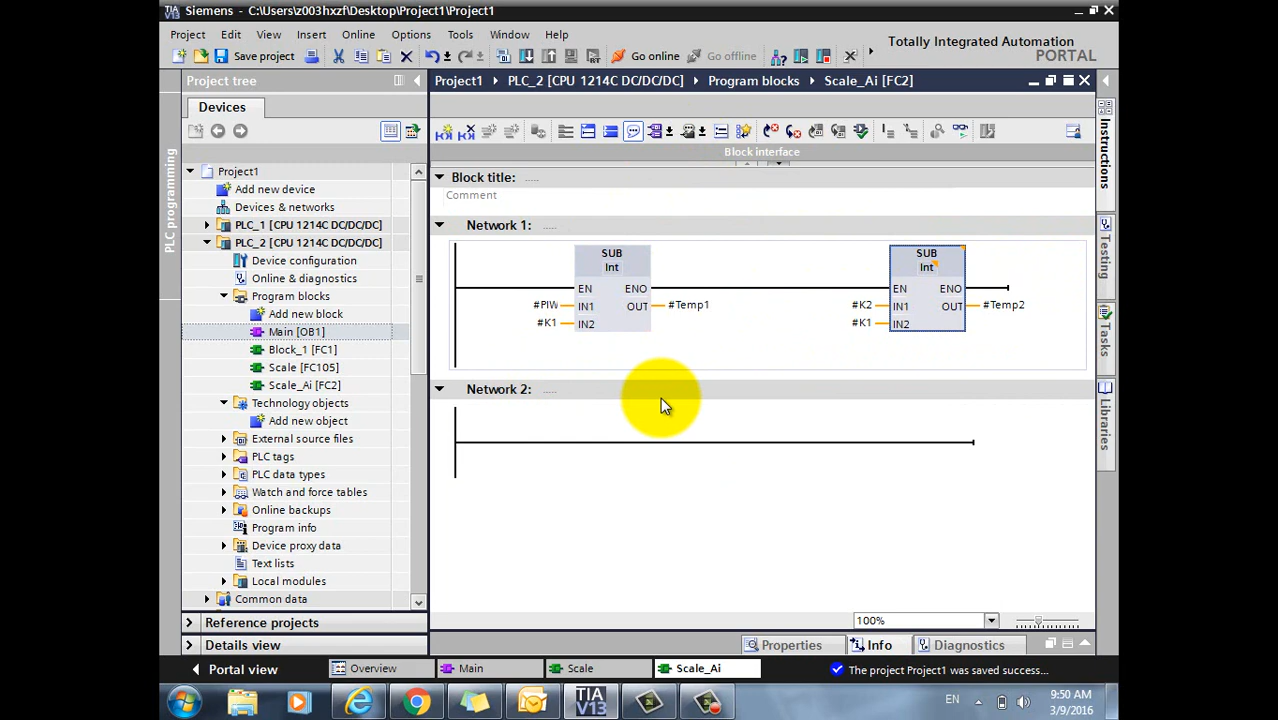 Siemens - C:\Users\z003hxzf\Desktop\Project1\Project1
TIA
V13
Project Edit View Insert Online Options Tools Window Help
Totally Integrated Automation
PORTAL
Save project
Go online
Go offline
Project tree
Project1 PLC_2 [CPU 1214C DC/DC/DC] Program blocks Scale_Ai [FC2]
Devices
PLC programming
Project1
Add new device
Devices & networks
PLC_1 [CPU 1214C DC/DC/DC]
PLC_2 [CPU 1214C DC/DC/DC]
Device configuration
Online & diagnostics
Program blocks
Add new block
Main [OB1]
Block_1 [FC1]
Scale [FC105]
Scale_Ai [FC2]
Technology objects
Add new object
External source files
PLC tags
PLC data types
Watch and force tables
Online backups
Program info
Device proxy data
Text lists
Local modules
Common data
Reference projects
Details view
Block interface
Block title: .....
Comment
Network 1: .....
SUB
Int
EN ENO
#PIW IN1 OUT #Temp1
#K1 IN2
SUB
Int
EN ENO
#K2 IN1 OUT #Temp2
#K1 IN2
Network 2: .....
100%
Instructions
Testing
Tasks
Libraries
Properties Info Diagnostics
Portal view Overview Main Scale Scale_Ai The project Project1 was saved success...
TIA
V13
EN
9:50 AM
3/9/2016